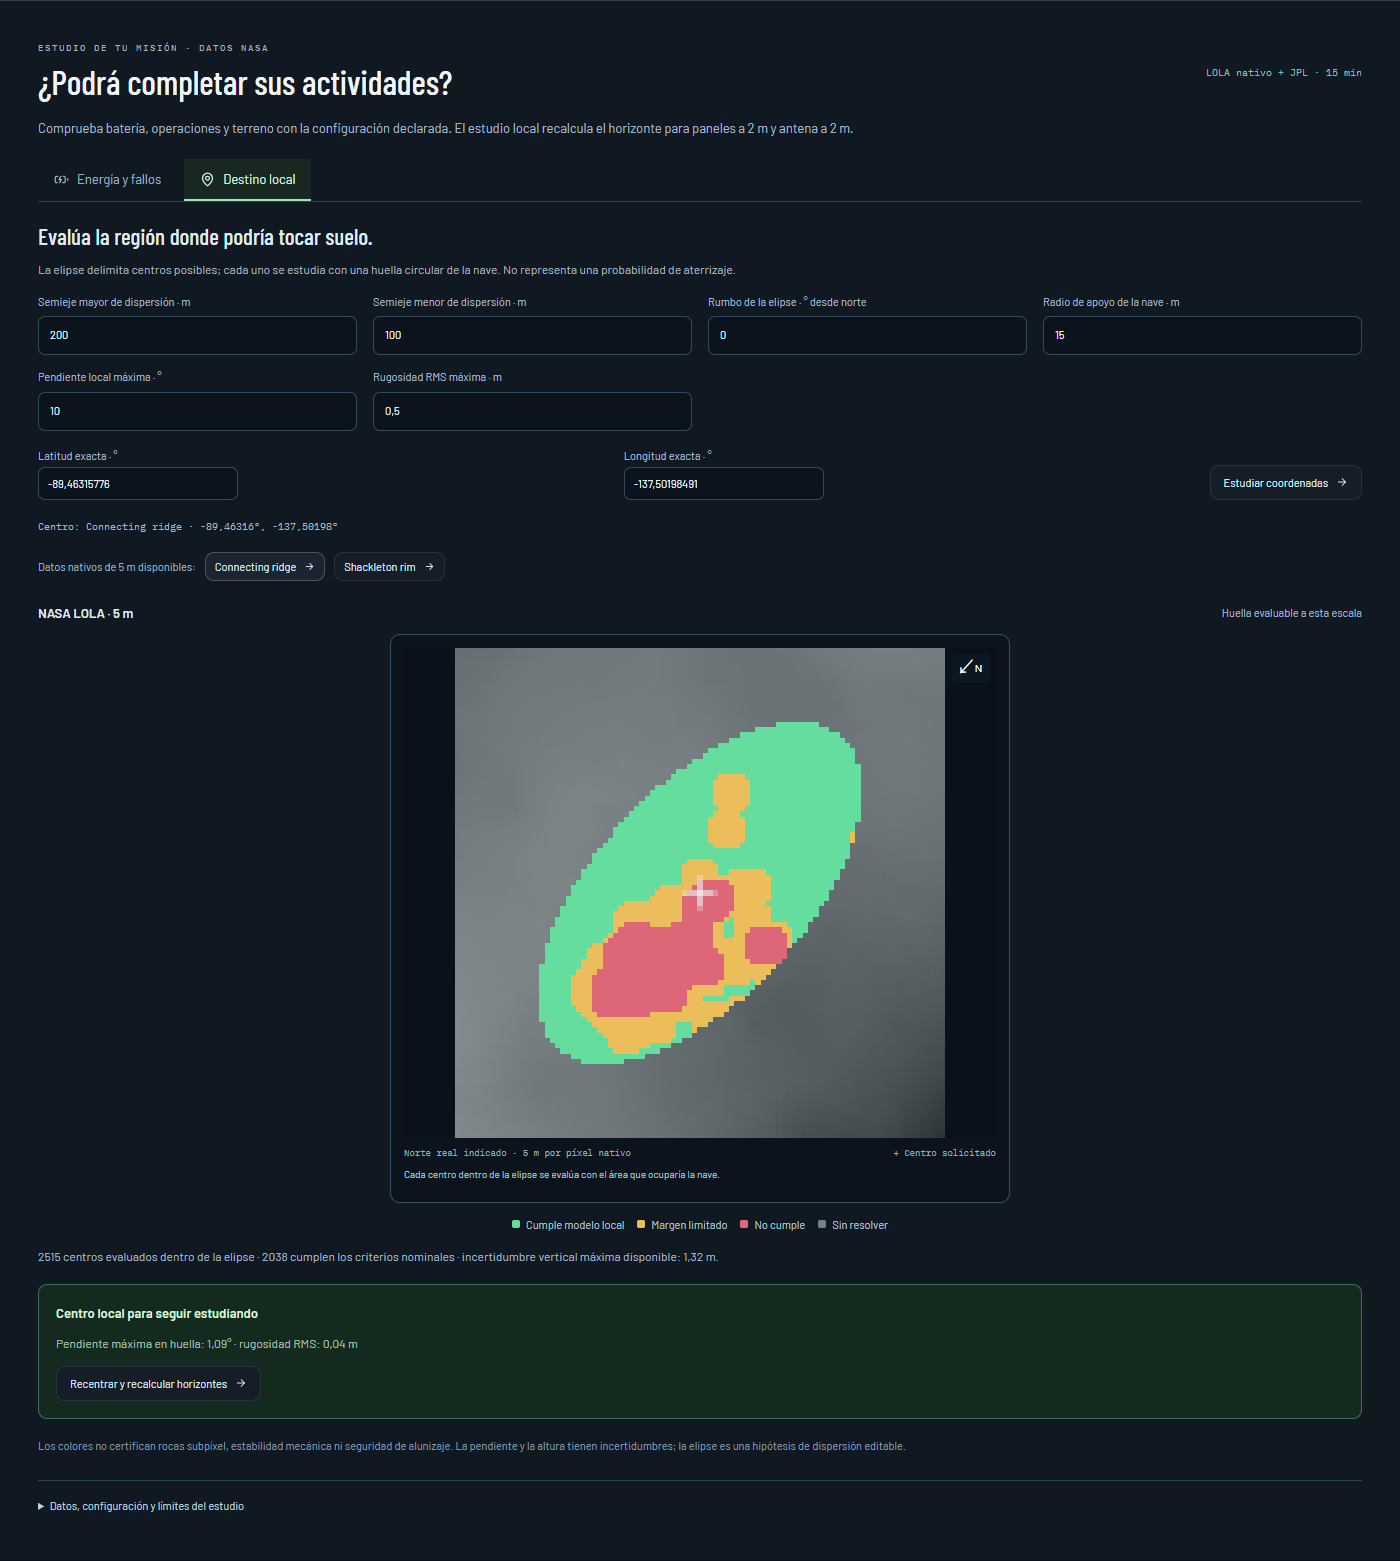 ESTUDIO DE TU MISIÓN · DATOS NASA
¿Podrá completar sus actividades?
LOLA nativo + JPL · 15 min
Comprueba batería, operaciones y terreno con la configuración declarada. El estudio local recalcula el horizonte para paneles a 2 m y antena a 2 m.
Energía y fallos
Destino local
Evalúa la región donde podría tocar suelo.
La elipse delimita centros posibles; cada uno se estudia con una huella circular de la nave. No representa una probabilidad de aterrizaje.
Semieje mayor de dispersión · m
Semieje menor de dispersión · m
Rumbo de la elipse · ° desde norte
Radio de apoyo de la nave · m
200
100
0
15
Pendiente local máxima · °
Rugosidad RMS máxima · m
10
0,5
Latitud exacta · °
Longitud exacta · °
-89,46315776
-137,50198491
Estudiar coordenadas →
Centro: Connecting ridge · -89,46316°, -137,50198°
Datos nativos de 5 m disponibles:
Connecting ridge →
Shackleton rim →
NASA LOLA · 5 m
Huella evaluable a esta escala
N
Norte real indicado · 5 m por píxel nativo
+ Centro solicitado
Cada centro dentro de la elipse se evalúa con el área que ocuparía la nave.
Cumple modelo local
Margen limitado
No cumple
Sin resolver
2515 centros evaluados dentro de la elipse · 2038 cumplen los criterios nominales · incertidumbre vertical máxima disponible: 1,32 m.
Centro local para seguir estudiando
Pendiente máxima en huella: 1,09° · rugosidad RMS: 0,04 m
Recentrar y recalcular horizontes →
Los colores no certifican rocas subpíxel, estabilidad mecánica ni seguridad de alunizaje. La pendiente y la altura tienen incertidumbres; la elipse es una hipótesis de dispersión editable.
Datos, configuración y límites del estudio